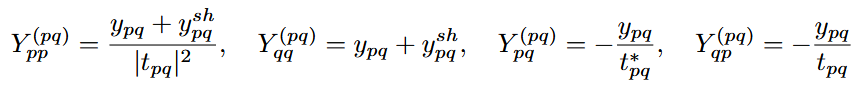 $Y_{pp}^{(pq)} = \frac{y_{pq} + y_{pq}^{sh}}{|t_{pq}|^2}, \quad Y_{qq}^{(pq)} = y_{pq} + y_{pq}^{sh}, \quad Y_{pq}^{(pq)} = -\frac{y_{pq}}{t_{pq}^*}, \quad Y_{qp}^{(pq)} = -\frac{y_{pq}}{t_{pq}}$